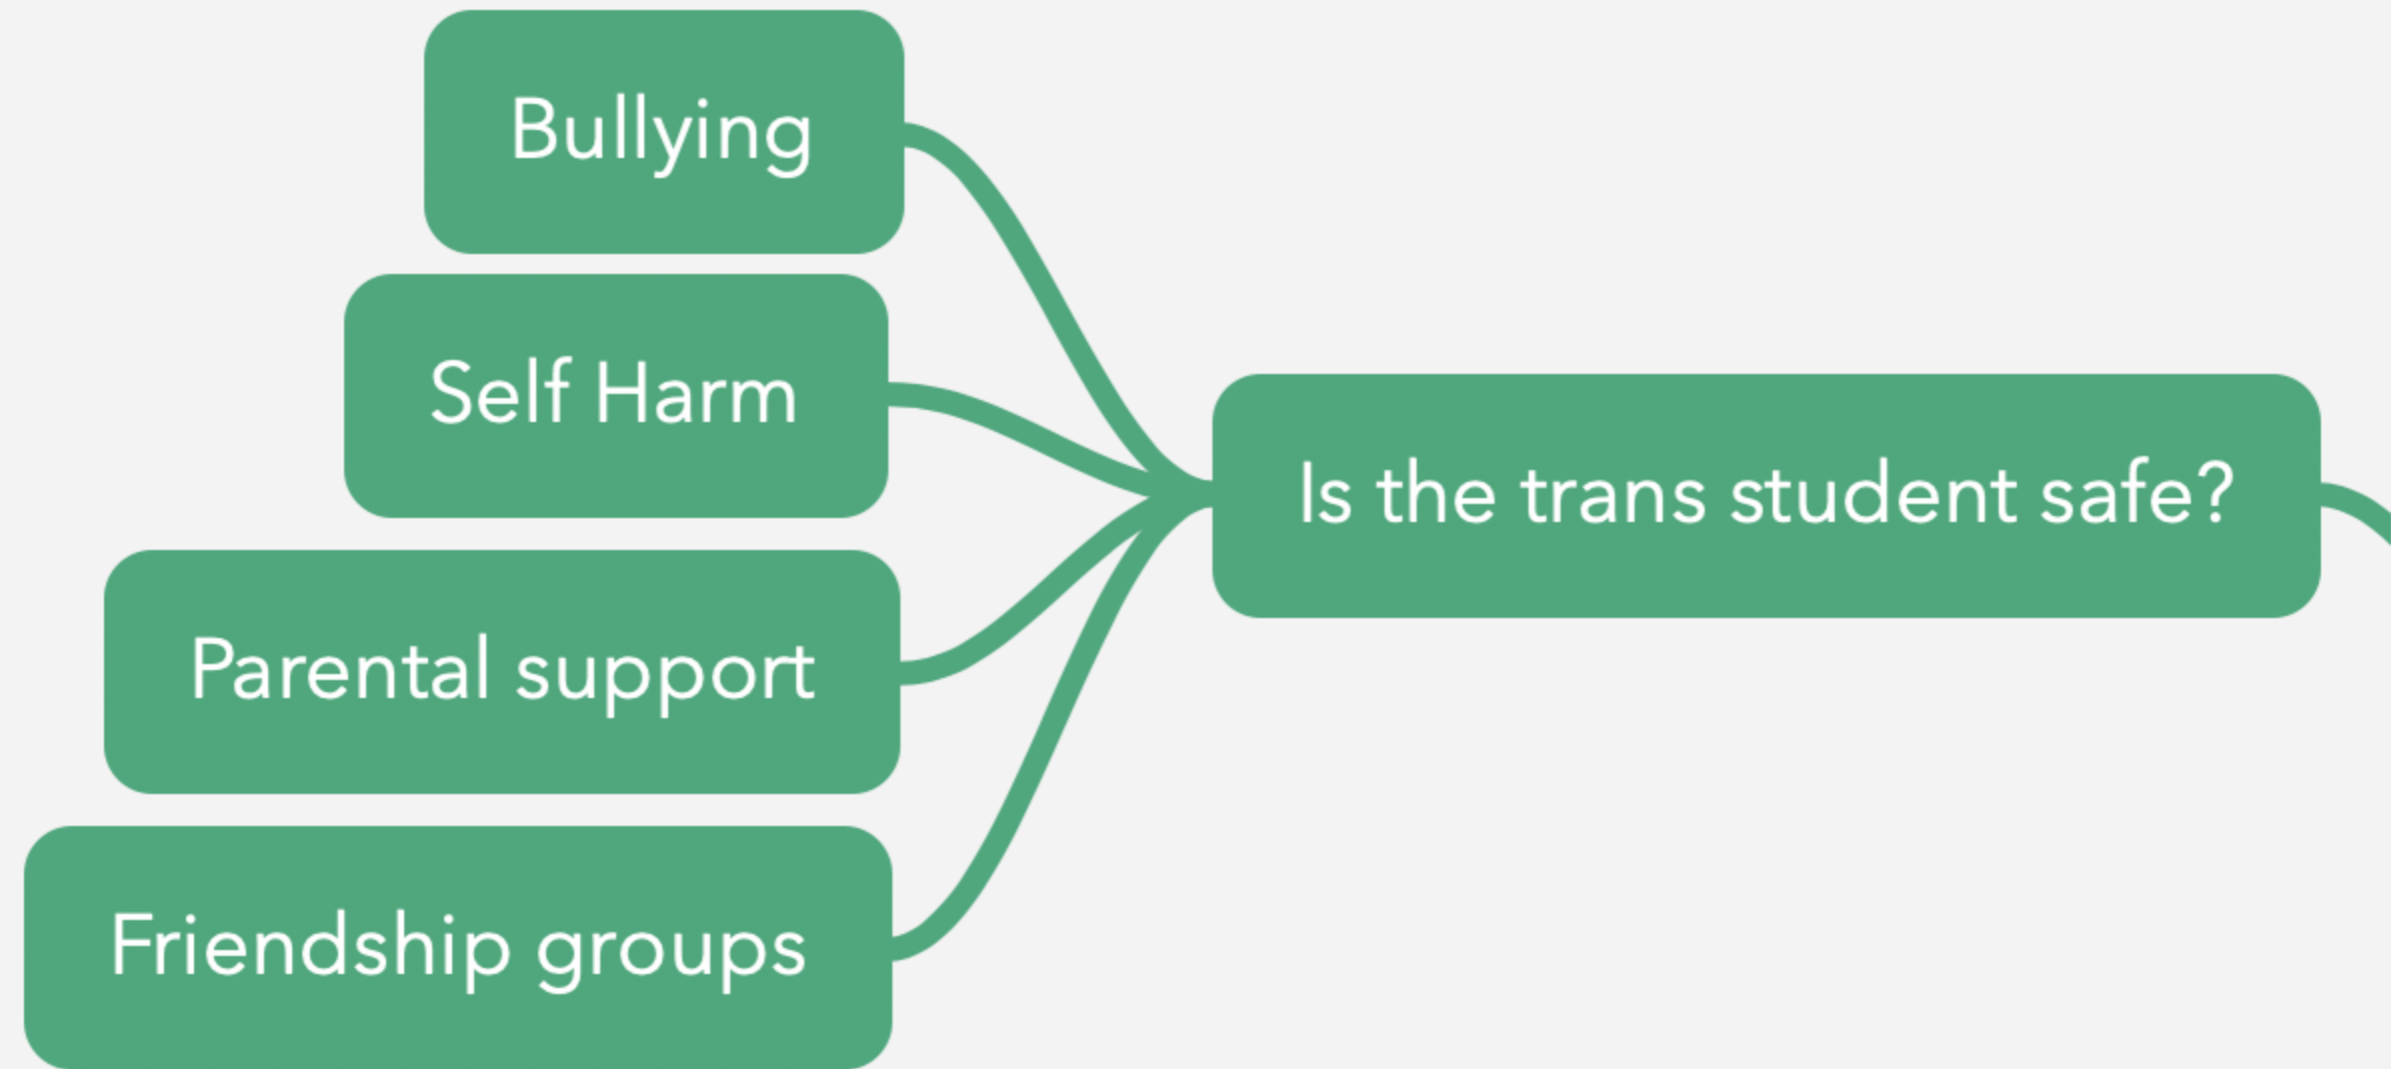 Bullying
Self Harm
Is the trans student safe?
Parental support
Friendship groups